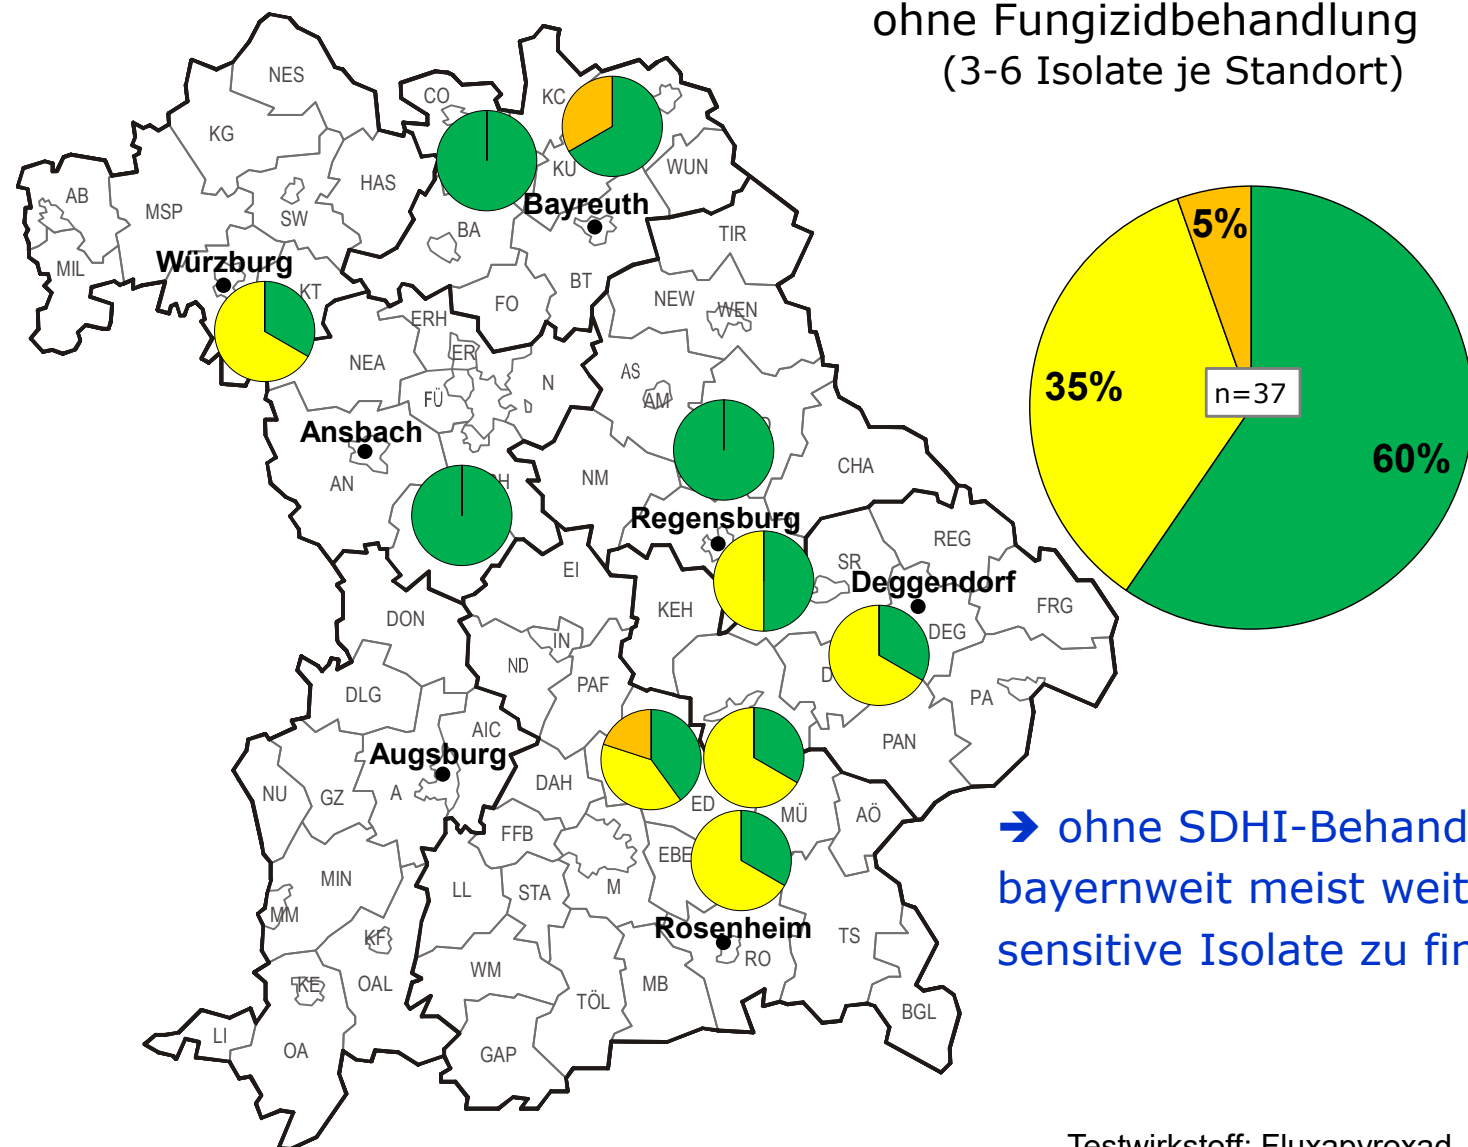 ohne Fungizidbehandlung
(3-6 Isolate je Standort)
NES
CO
KC
KG
KU
WUN
HAS
AB
MSP
SW
Bayreuth
BA
TIR
MIL
Würzburg
KT
BT
FO
NEW
WEN
ERH
NEA
ER
N
AS
AM
FÜ
Ansbach
AN
NM
CHA
Regensburg
REG
SR
Deggendorf
EI
KEH
FRG
DEG
DON
IN
ND
PAF
PA
DLG
AIC
PAN
Augsburg
DAH
NU
GZ
A
ED
MÜ
AÖ
FFB
EBE
MIN
LL
STA
M
MM
Rosenheim
KF
TS
RO
WM
OAL
KE
MB
TÖL
BGL
LI
OA
GAP
5%
35%
n=37
60%
➔ ohne SDHI-Behand
bayernweit meist weit
sensitive Isolate zu fin
Testwirkstoff: Fluxapyroxad